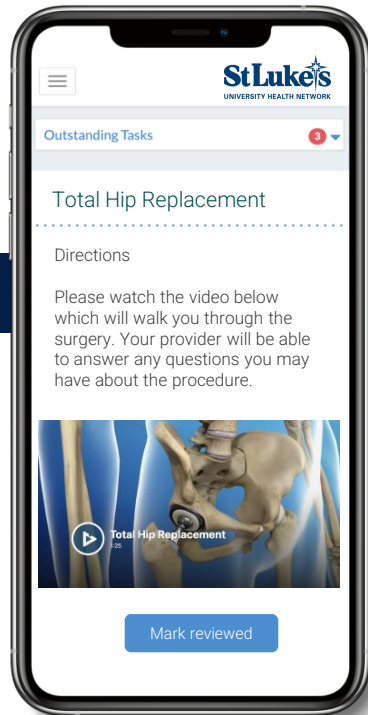 StLuke's
UNIVERSITY HEALTH NETWORK
Outstanding Tasks 3
Total Hip Replacement
Directions
Please watch the video below
which will walk you through the
surgery. Your provider will be able
to answer any questions you may
have about the procedure.
Total Hip Replacement
1:25
Mark reviewed